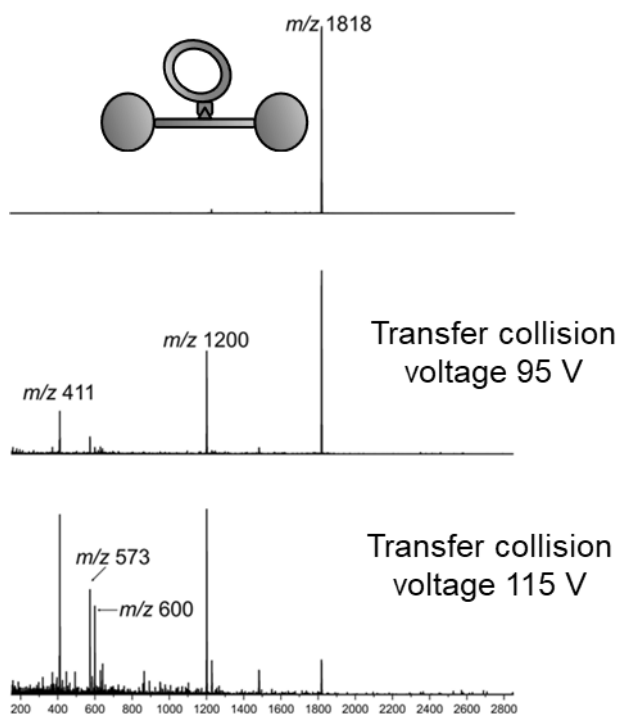 m/z 1818
m/z 1200
m/z 411
Transfer collision
voltage 95 V
m/z 573
m/z 600
Transfer collision
voltage 115 V
200 400 600 800 1000 1200 1400 1600 1800 2000 2200 2400 2600 2800